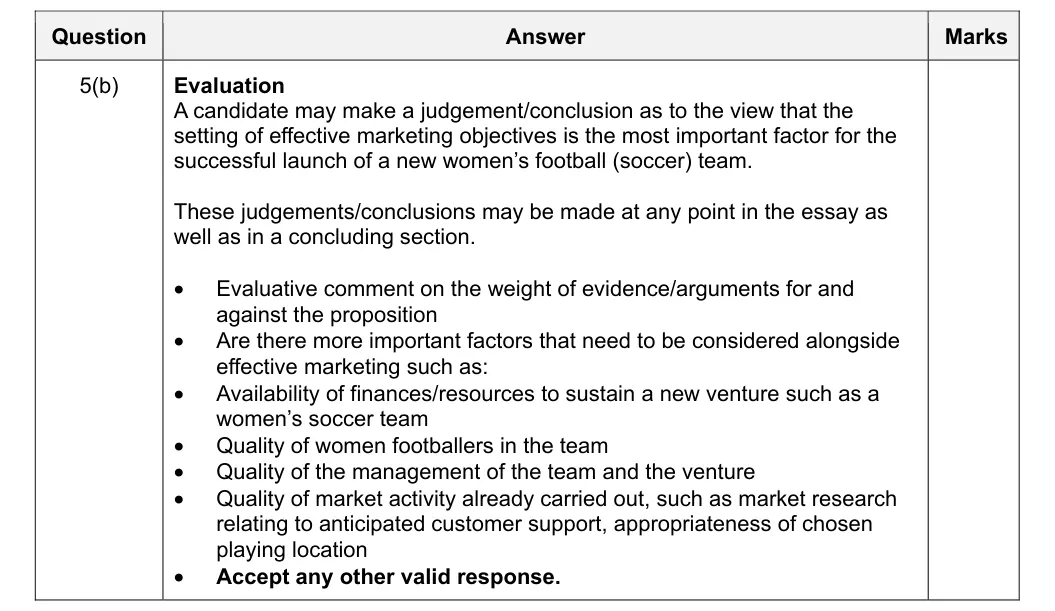 Question Answer Marks
5(b) Evaluation
A candidate may make a judgement/conclusion as to the view that the
setting of effective marketing objectives is the most important factor for the
successful launch of a new women’s football (soccer) team.
These judgements/conclusions may be made at any point in the essay as
well as in a concluding section.
• Evaluative comment on the weight of evidence/arguments for and
against the proposition
• Are there more important factors that need to be considered alongside
effective marketing such as:
• Availability of finances/resources to sustain a new venture such as a
women’s soccer team
• Quality of women footballers in the team
• Quality of the management of the team and the venture
• Quality of market activity already carried out, such as market research
relating to anticipated customer support, appropriateness of chosen
playing location
• Accept any other valid response.